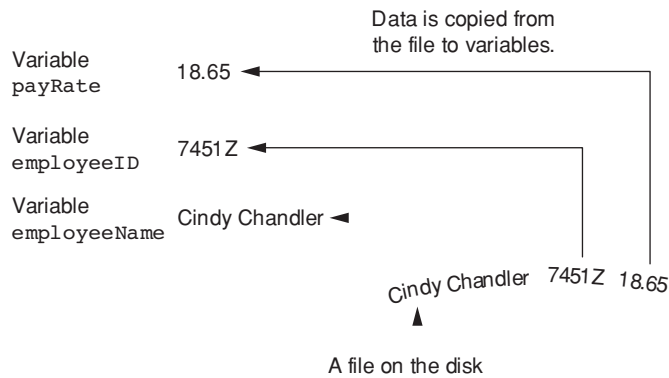 Data is copied from
the file to variables.
Variable
payRate
18.65
Variable
employeeID
7451Z
Variable
employeeName
Cindy Chandler
Cindy Chandler 7451Z 18.65
A file on the disk